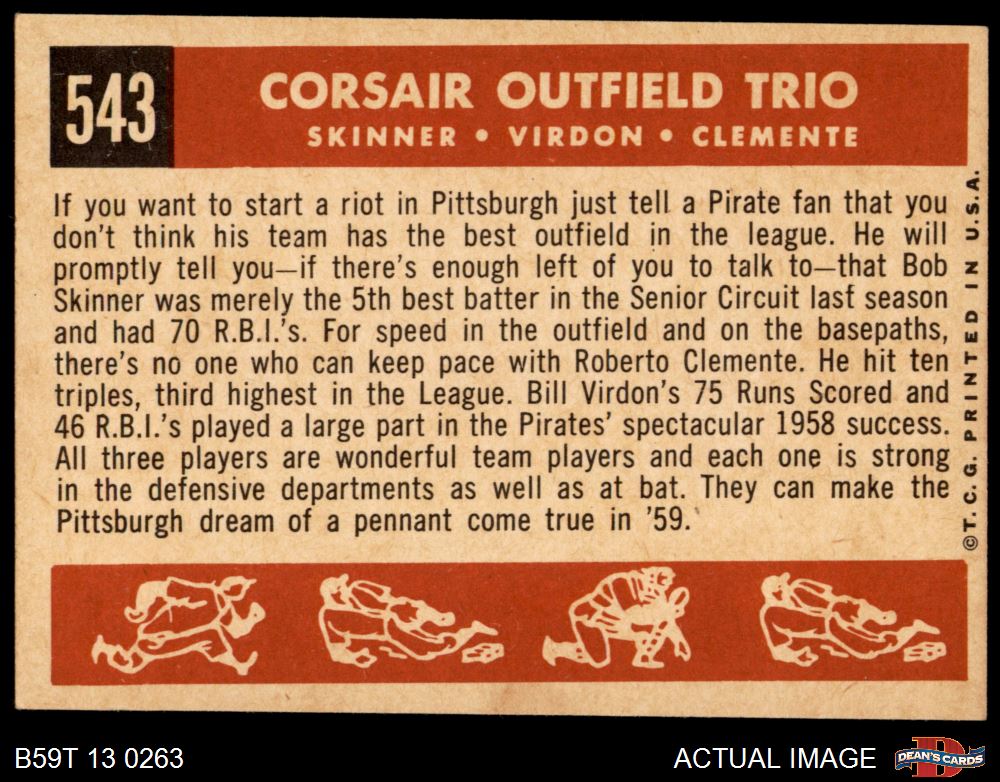 543
CORSAIR OUTFIELD TRIO
SKINNER • VIRDON • CLEMENTE
If you want to start a riot in Pittsburgh just tell a Pirate fan that you
don't think his team has the best outfield in the league. He will
promptly tell you—if there's enough left of you to talk to—that Bob
Skinner was merely the 5th best batter in the Senior Circuit last season
and had 70 R.B.I.'s. For speed in the outfield and on the basepaths,
there's no one who can keep pace with Roberto Clemente. He hit ten
triples, third highest in the League. Bill Virdon's 75 Runs Scored and
46 R.B.I.'s played a large part in the Pirates' spectacular 1958 success.
All three players are wonderful team players and each one is strong
in the defensive departments as well as at bat. They can make the
Pittsburgh dream of a pennant come true in '59.
©T. C. G. PRINTED IN U.S.A.
B59T 13 0263
ACTUAL IMAGE
D
DEAN'S CARDS